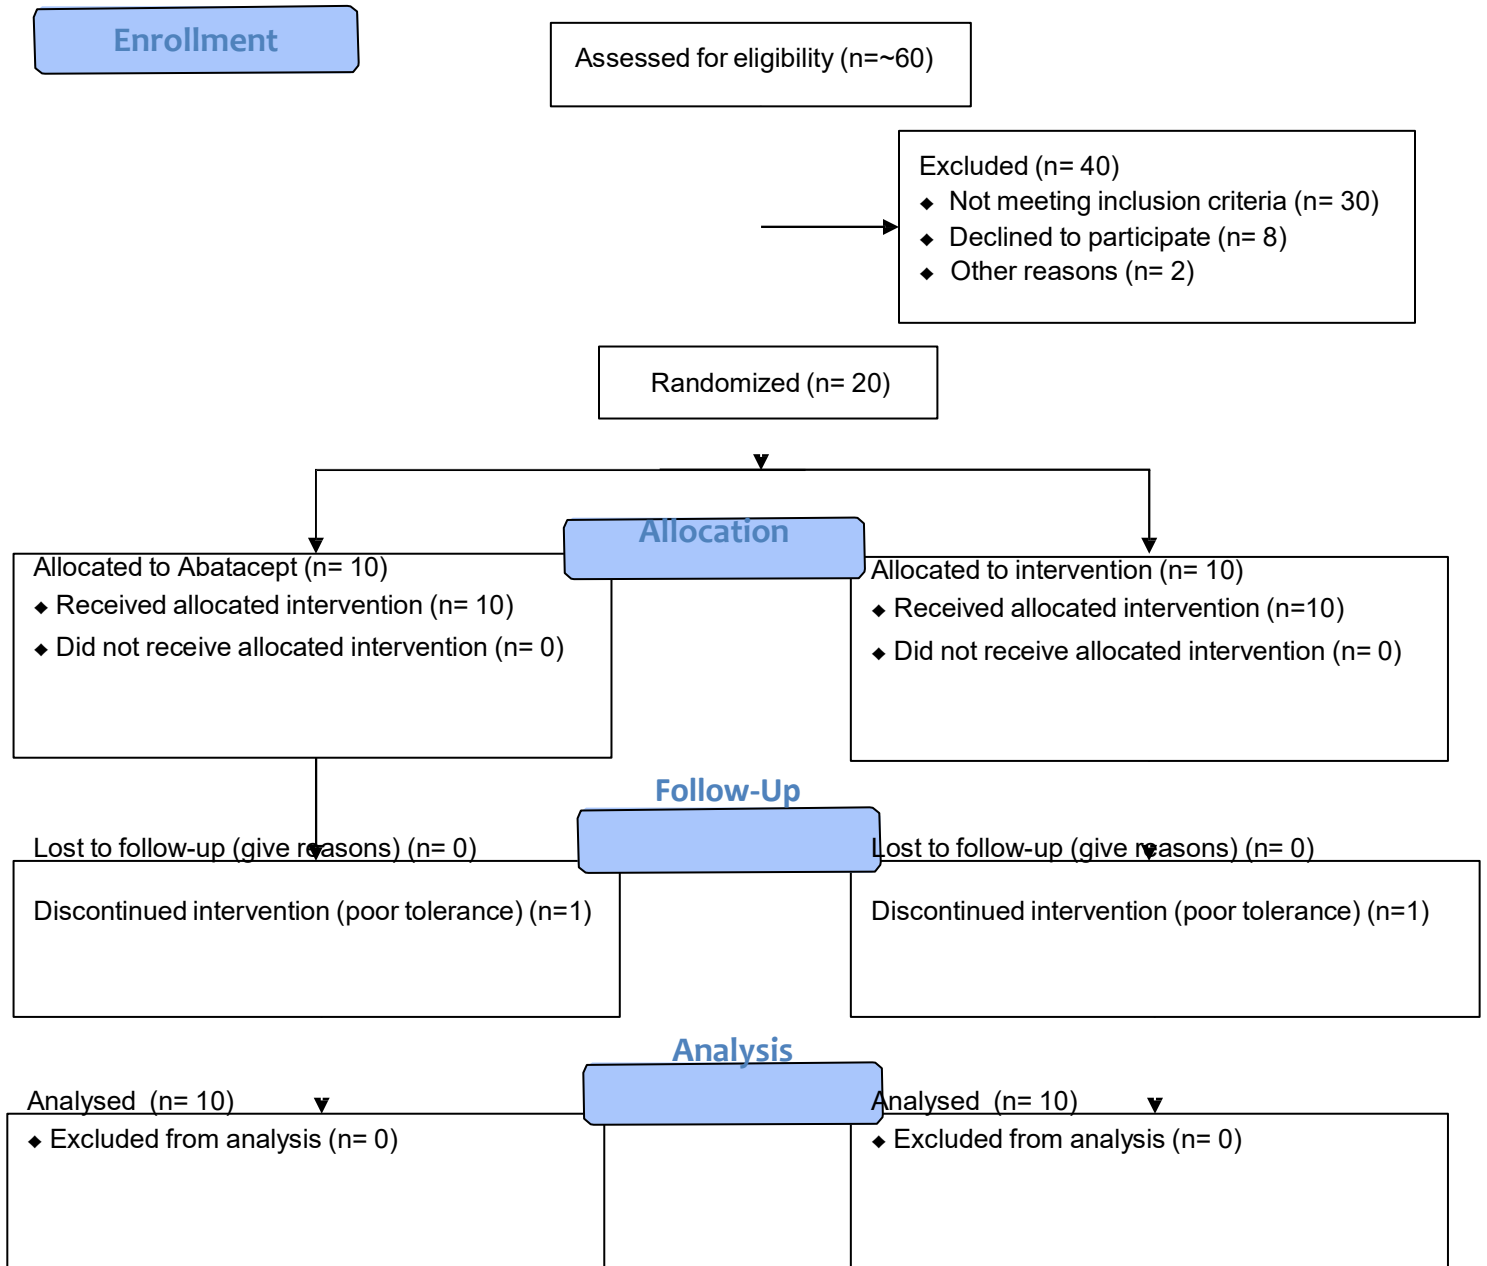 Enrollment
Assessed for eligibility (n=~60)
Excluded (n= 40)
◆ Not meeting inclusion criteria (n= 30)
◆ Declined to participate (n= 8)
◆ Other reasons (n= 2)
Randomized (n= 20)
Allocation
Allocated to Abatacept (n= 10)
◆ Received allocated intervention (n= 10)
◆ Did not receive allocated intervention (n= 0)
Allocated to intervention (n= 10)
◆ Received allocated intervention (n=10)
◆ Did not receive allocated intervention (n= 0)
Follow-Up
Lost to follow-up (give reasons) (n= 0)
Discontinued intervention (poor tolerance) (n=1)
Lost to follow-up (give reasons) (n= 0)
Discontinued intervention (poor tolerance) (n=1)
Analysis
Analysed (n= 10)
◆ Excluded from analysis (n= 0)
Analysed (n= 10)
◆ Excluded from analysis (n= 0)